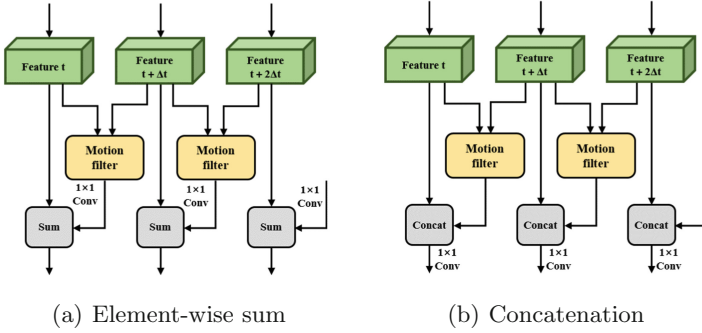 Feature t
Feature
t + Δt
Feature
t + 2Δt
Motion
filter
Motion
filter
1×1
Conv
1×1
Conv
1×1
Conv
Sum
Sum
Sum
(a) Element-wise sum
Feature t
Feature
t + Δt
Feature
t + 2Δt
Motion
filter
Motion
filter
Concat
Concat
Concat
1×1
Conv
1×1
Conv
1×1
Conv
(b) Concatenation